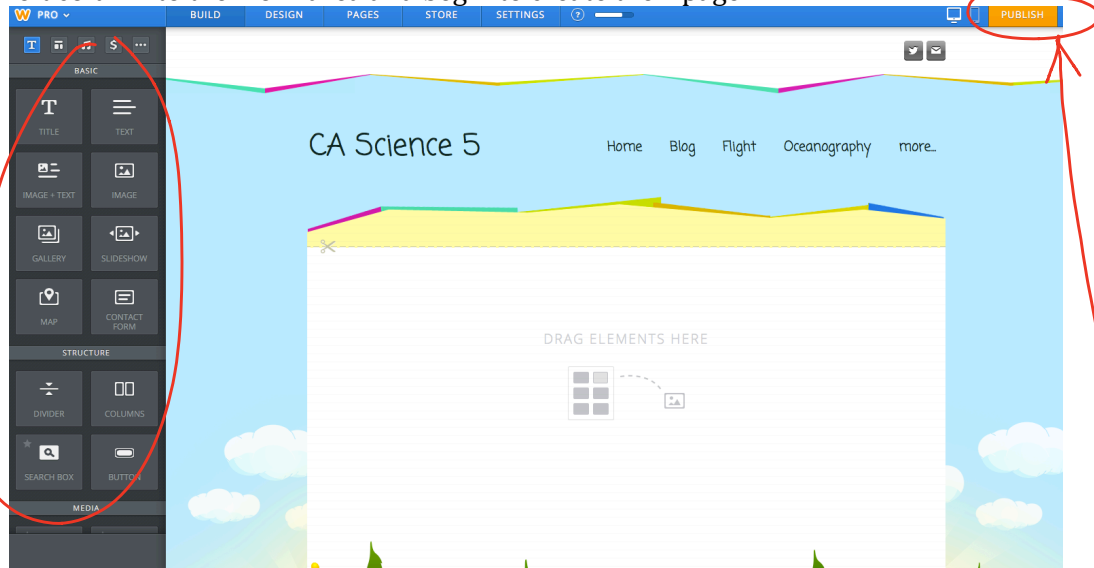 PRO BUILD DESIGN PAGES STORE SETTINGS ? PUBLISH
T $ ...
BASIC
T
TITLE TEXT
IMAGE + TEXT IMAGE
GALLERY SLIDESHOW
MAP CONTACT FORM
STRUCTURE
DIVIDER COLUMNS
SEARCH BOX BUTTON
MEDIA
CA Science 5 Home Blog Flight Oceanography more...
DRAG ELEMENTS HERE